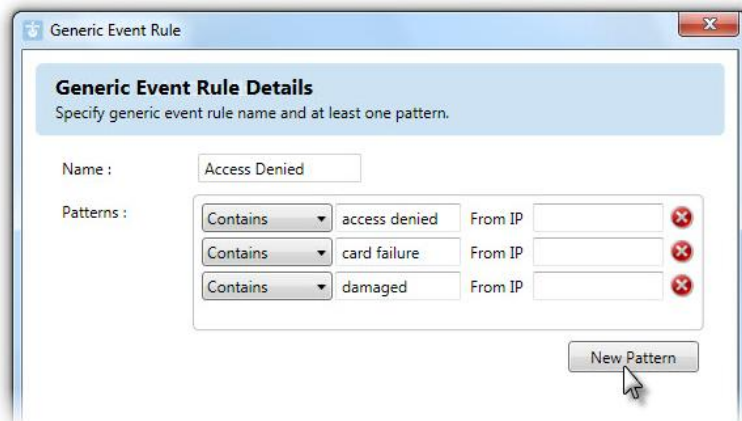 Generic Event Rule
Generic Event Rule Details
Specify generic event rule name and at least one pattern.
Name : Access Denied
Patterns : Contains access denied From IP
Contains card failure From IP
Contains damaged From IP
New Pattern